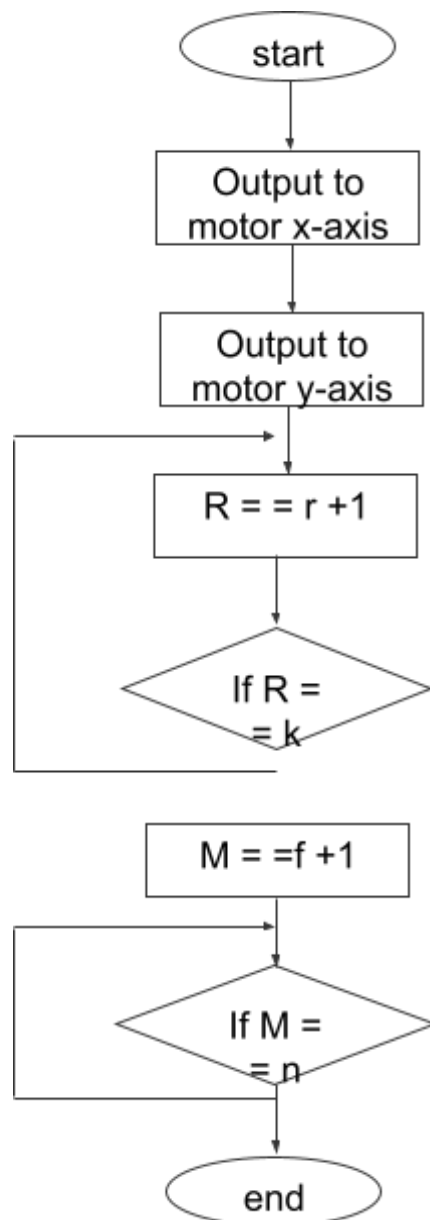 start
Output to
motor x-axis
Output to
motor y-axis
R = = r +1
If R =
= k
M = =f +1
If M =
= n
end